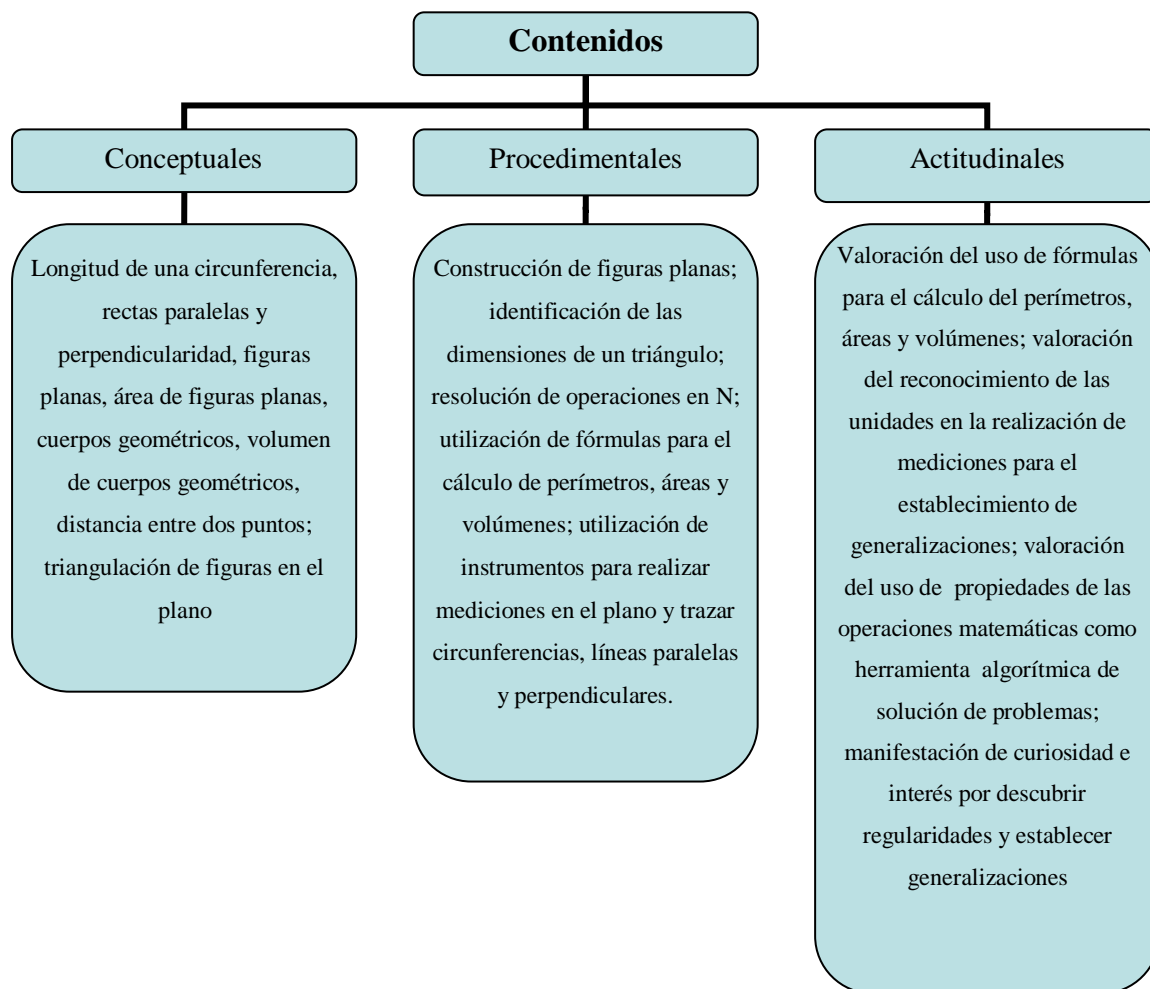 Contenidos
Conceptuales
Procedimentales
Actitudinales
Longitud de una circunferencia,
rectas paralelas y
perpendicularidad, figuras
planas, área de figuras planas,
cuerpos geométricos, volumen
de cuerpos geométricos,
distancia entre dos puntos;
triangulación de figuras en el
plano
Construcción de figuras planas;
identificación de las
dimensiones de un triángulo;
resolución de operaciones en N;
utilización de fórmulas para el
cálculo de perímetros, áreas y
volúmenes; utilización de
instrumentos para realizar
mediciones en el plano y trazar
circunferencias, líneas paralelas
y perpendiculares.
Valoración del uso de fórmulas
para el cálculo del perímetros,
áreas y volúmenes; valoración
del reconocimiento de las
unidades en la realización de
mediciones para el
establecimiento de
generalizaciones; valoración
del uso de propiedades de las
operaciones matemáticas como
herramienta algorítmica de
solución de problemas;
manifestación de curiosidad e
interés por descubrir
regularidades y establecer
generalizaciones